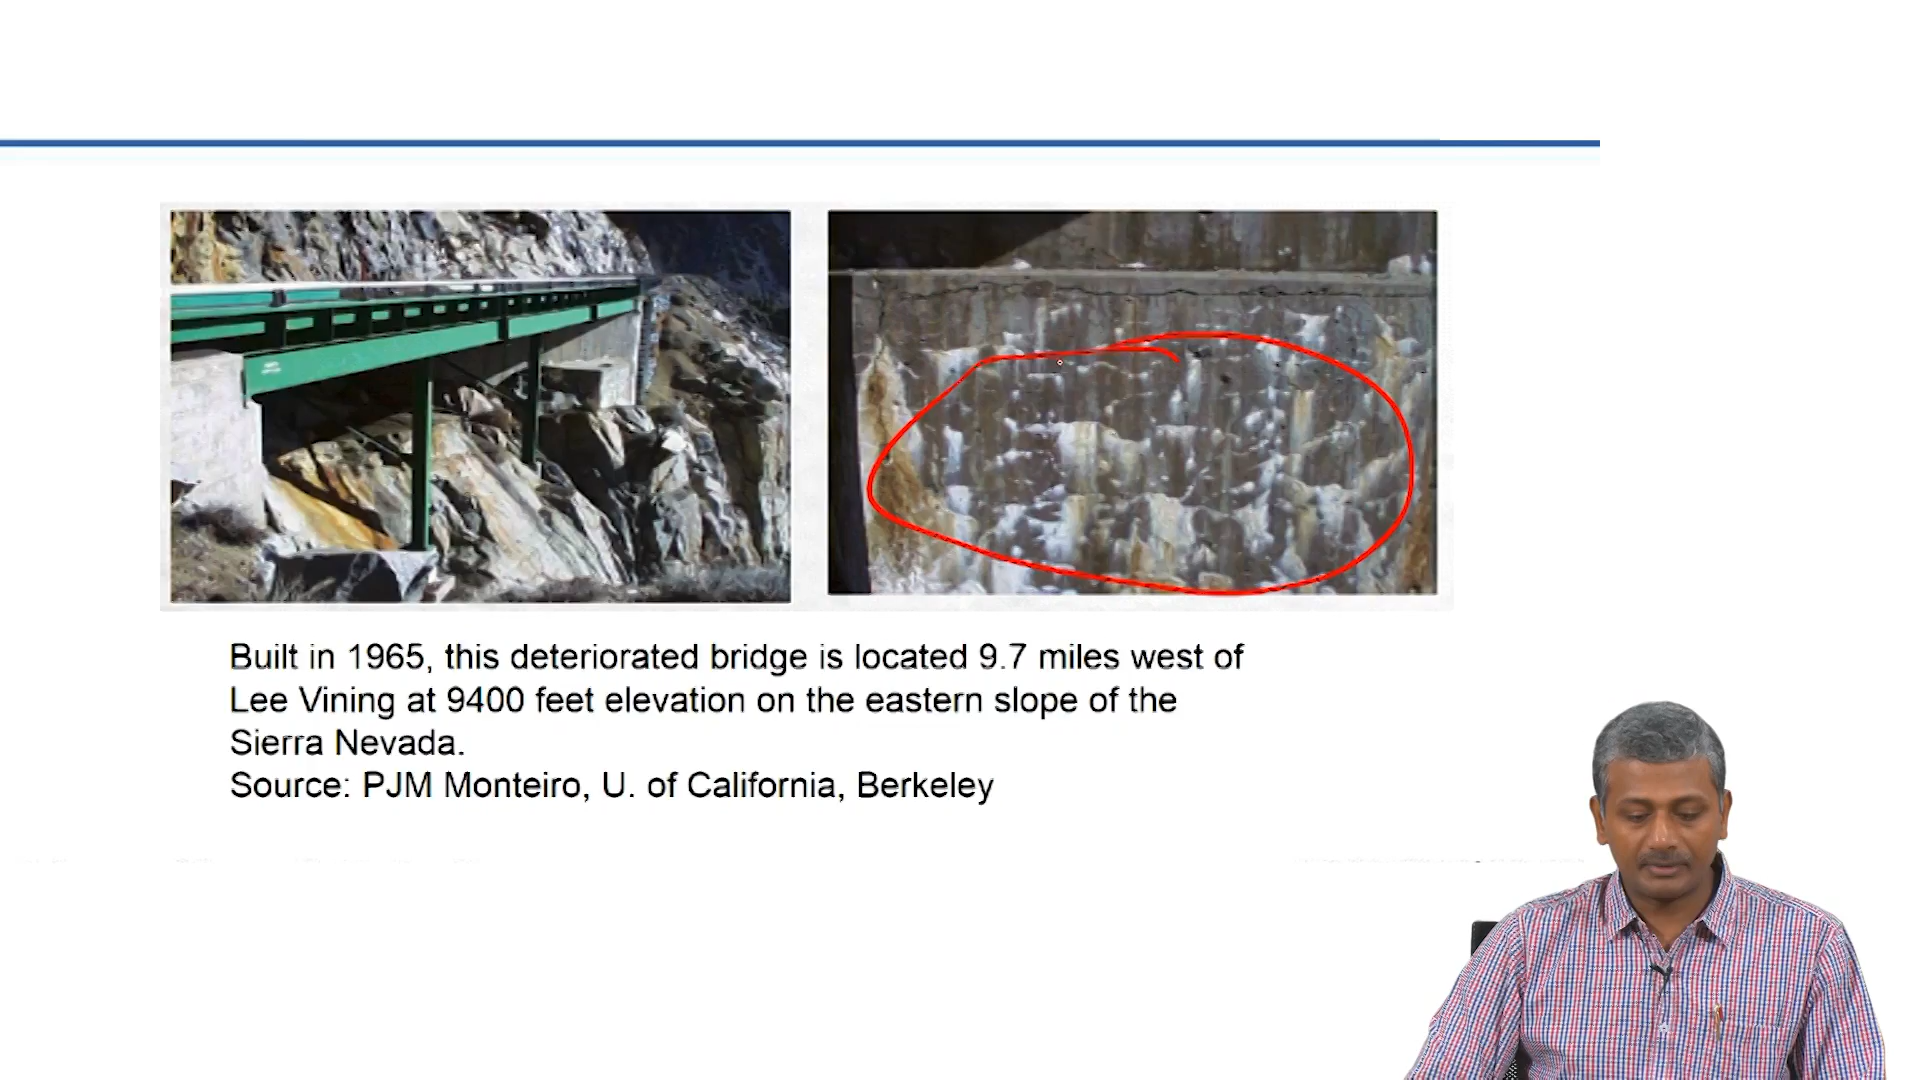 Built in 1965, this deteriorated bridge is located 9.7 miles west of
Lee Vining at 9400 feet elevation on the eastern slope of the
Sierra Nevada.
Source: PJM Monteiro, U. of California, Berkeley